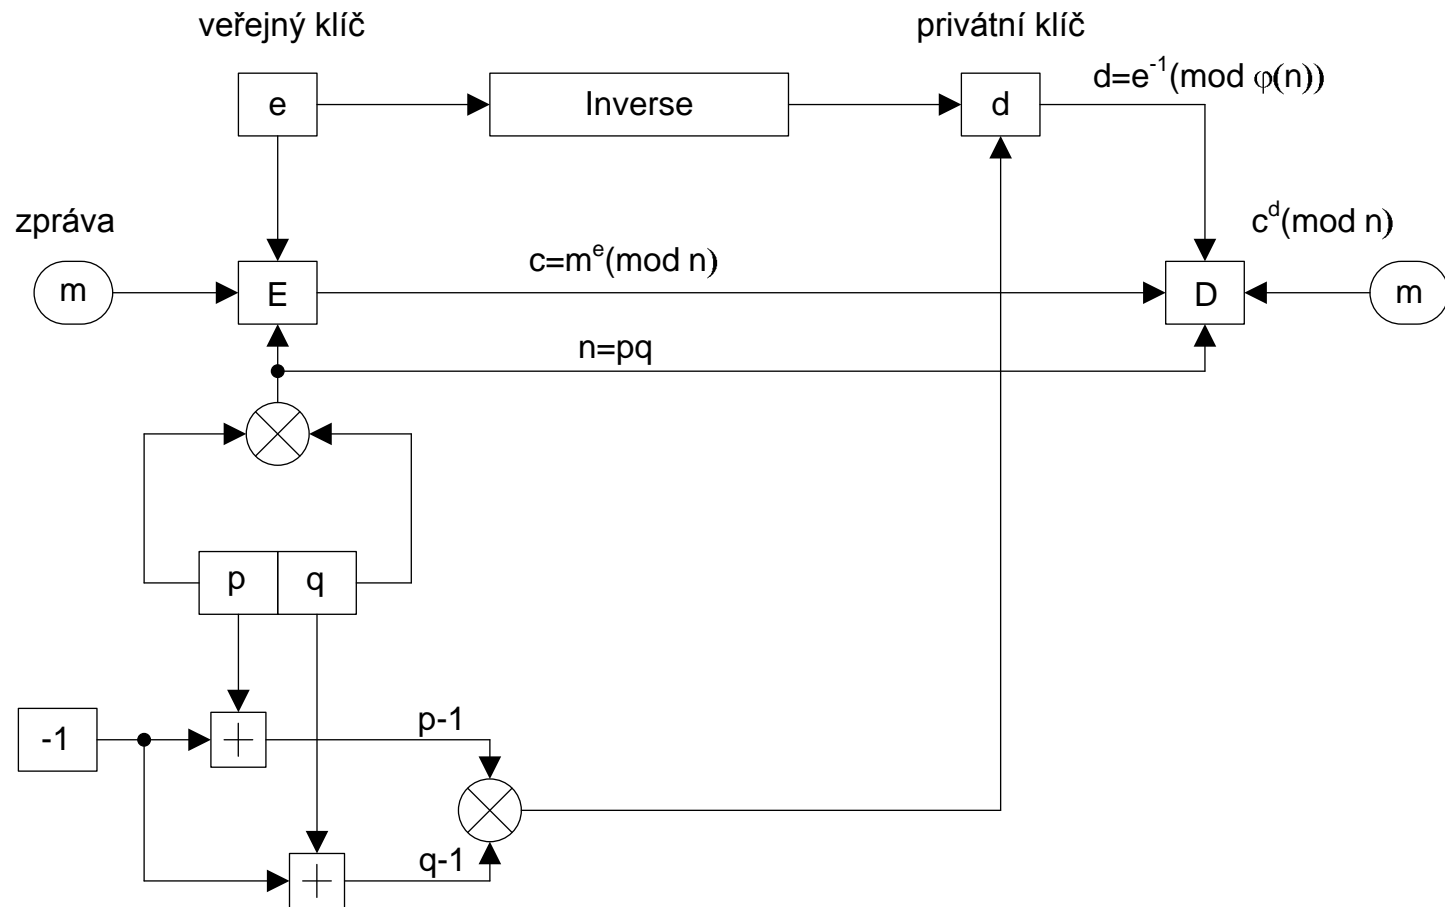 veřejný klíč
privátní klíč
e
Inverse
d
d=e⁻¹(mod φ(n))
zpráva
m
E
c=mᵉ(mod n)
D
cᵈ(mod n)
m
n=pq
p
q
-1
+
p-1
+
q-1